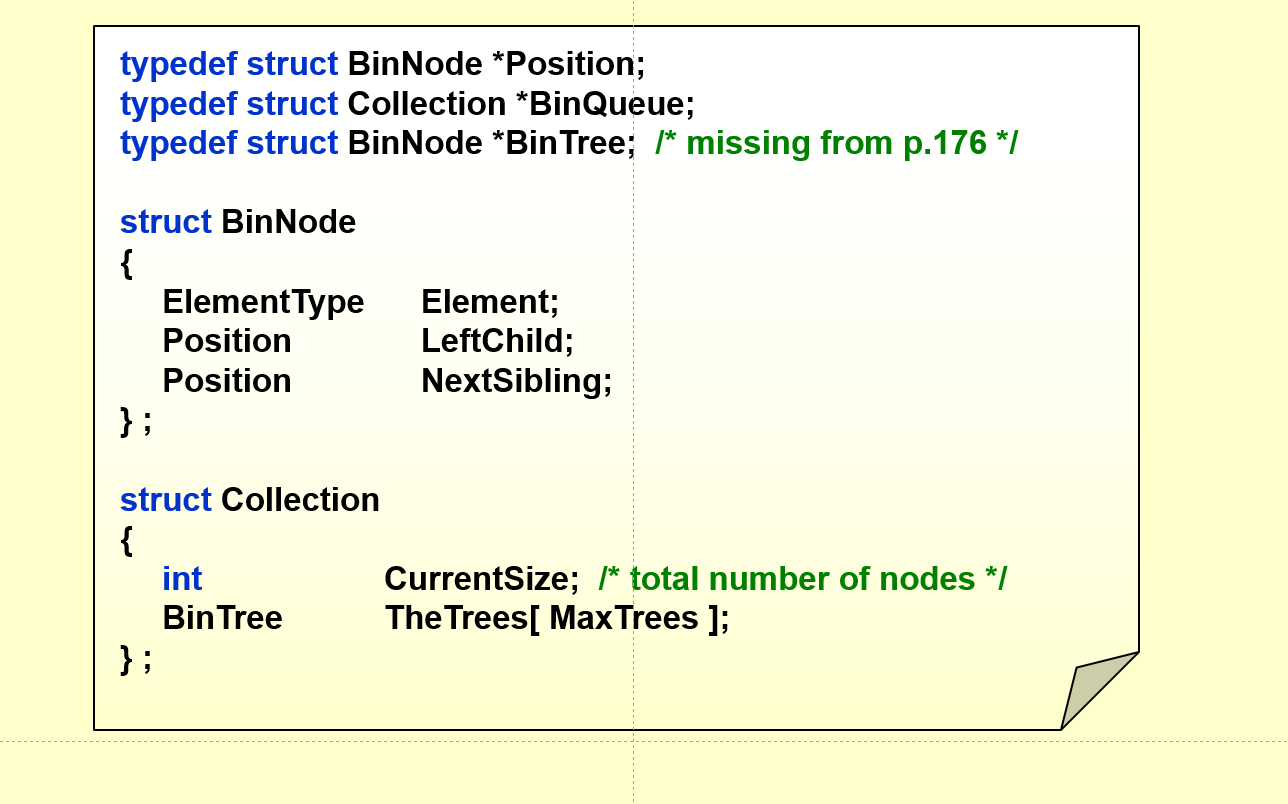 typedef struct BinNode *Position;
typedef struct Collection *BinQueue;
typedef struct BinNode *BinTree;  /* missing from p.176 */
struct BinNode
{
ElementType Element;
Position LeftChild;
Position NextSibling;
} ;
struct Collection
{
int CurrentSize;  /* total number of nodes */
BinTree TheTrees[ MaxTrees ];
} ;